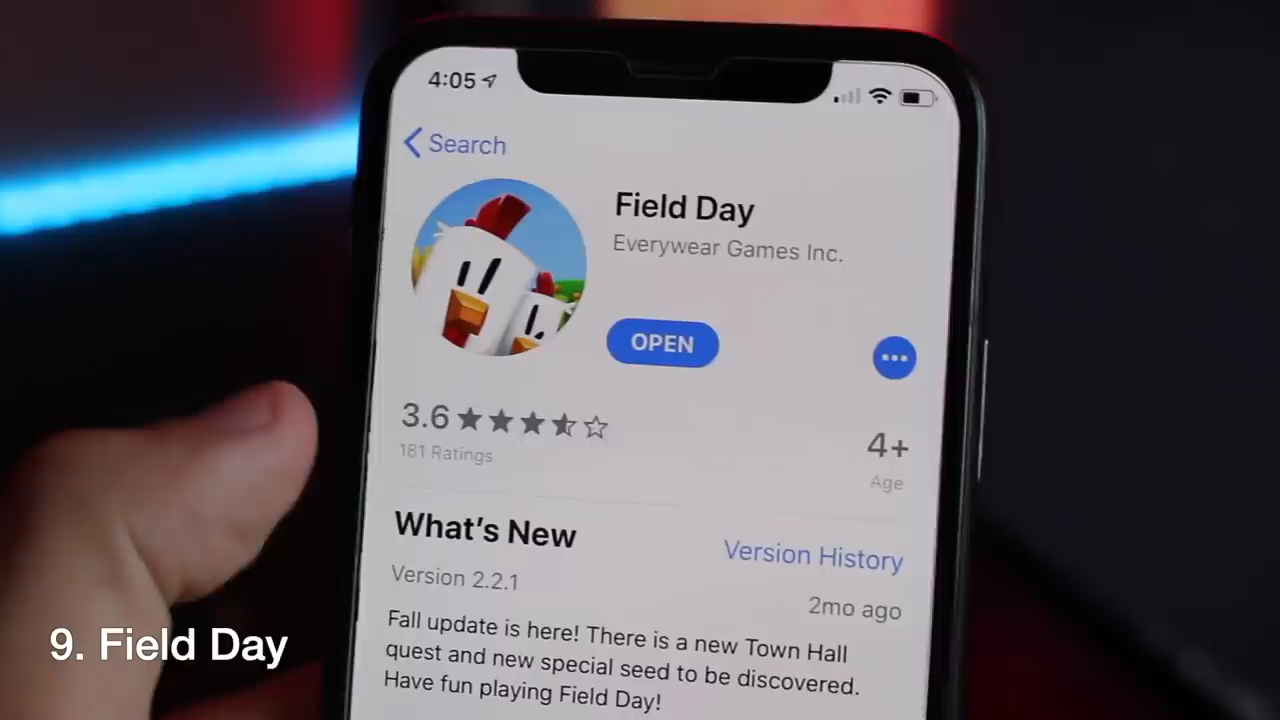 4:05
Search
Field Day
Everywear Games Inc.
OPEN
3.6
181 Ratings
4+
Age
What's New
Version History
Version 2.2.1
2mo ago
Fall update is here! There is a new Town Hall
quest and new special seed to be discovered.
Have fun playing Field Day!
9. Field Day